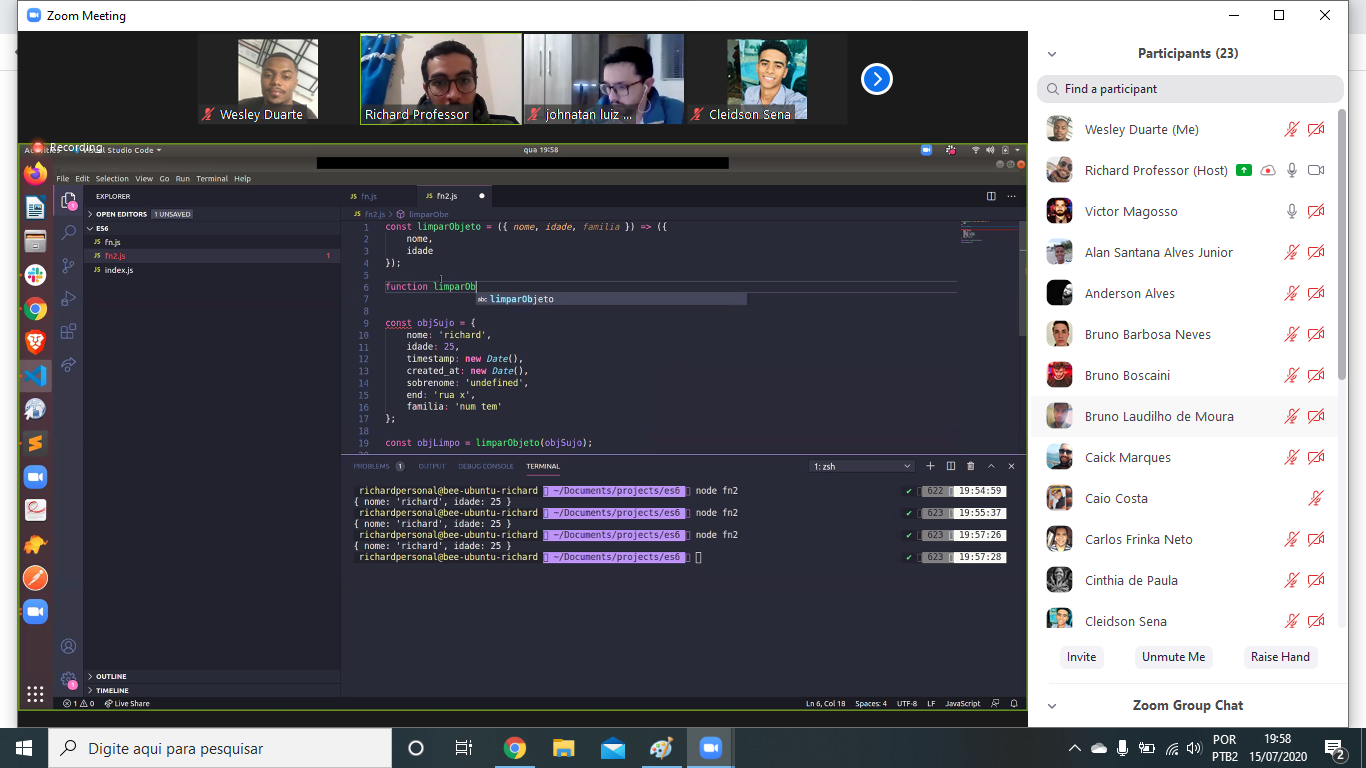 Zoom Meeting
Wesley Duarte
Richard Professor
johnatan luiz ...
Cleidson Sena
Recording
Visual Studio Code
qua 19:58
File Edit Selection View Go Run Terminal Help
EXPLORER
OPEN EDITORS 1 UNSAVED
ES6
JS fn.js
JS fn2.js 1
JS index.js
OUTLINE
TIMELINE
JS fn.js
JS fn2.js
JS fn2.js > limparObe
1 const limparObjeto = ({ nome, idade, familia }) => ({
2 nome,
3 idade
4 });
5
6 function limparOb
abc limparObjeto
7
8
9 const objSujo = {
10 nome: 'richard',
11 idade: 25,
12 timestamp: new Date(),
13 created_at: new Date(),
14 sobrenome: 'undefined',
15 end: 'rua x',
16 familia: 'num tem'
17 };
18
19 const objLimpo = limparObjeto(objSujo);
PROBLEMS 1 OUTPUT DEBUG CONSOLE TERMINAL 1: zsh
richardpersonal@bee-ubuntu-richard ~/Documents/projects/es6 node fn2 ✔ 622 19:54:59
{ nome: 'richard', idade: 25 }
richardpersonal@bee-ubuntu-richard ~/Documents/projects/es6 node fn2 ✔ 623 19:55:37
{ nome: 'richard', idade: 25 }
richardpersonal@bee-ubuntu-richard ~/Documents/projects/es6 node fn2 ✔ 623 19:57:26
{ nome: 'richard', idade: 25 }
richardpersonal@bee-ubuntu-richard ~/Documents/projects/es6 ✔ 623 19:57:28
1 0 Live Share
Ln 6, Col 18 Spaces: 4 UTF-8 LF JavaScript
Participants (23)
Find a participant
Wesley Duarte (Me)
Richard Professor (Host)
Victor Magosso
Alan Santana Alves Junior
Anderson Alves
Bruno Barbosa Neves
Bruno Boscaini
Bruno Laudilho de Moura
Caick Marques
Caio Costa
Carlos Frinka Neto
Cinthia de Paula
Cleidson Sena
Invite Unmute Me Raise Hand
Zoom Group Chat
Digite aqui para pesquisar
POR
PTB2
19:58
15/07/2020
2